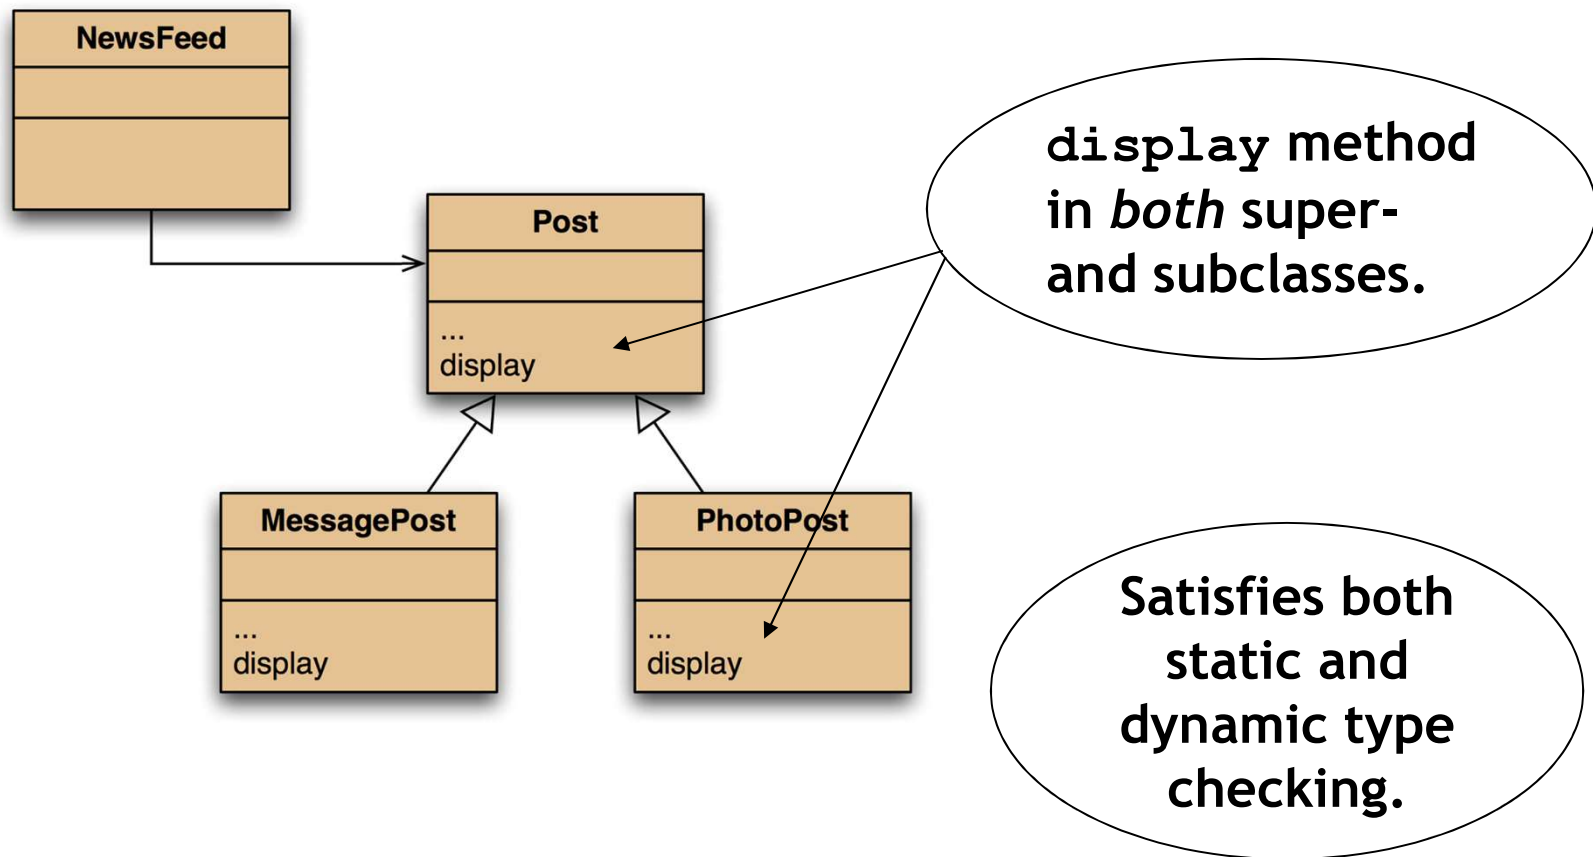 NewsFeed
Post
...
display
MessagePost
...
display
PhotoPost
...
display
display method
in both super-
and subclasses.
Satisfies both
static and
dynamic type
checking.